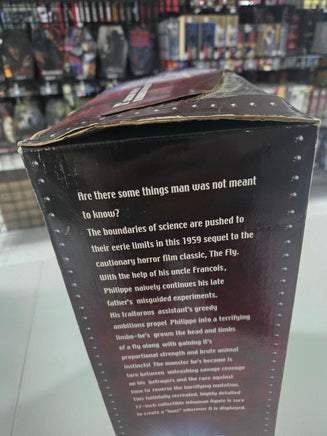 Are there some things man was not meant
to know?
The boundaries of science are pushed to
their eerie limits in this 1959 sequel to the
cautionary horror film classic, The Fly.
With the help of his uncle Francois,
Philippe naively continues his late
father's misguided experiments.
His traitorous assistant's greedy
ambitions propel Philippe into a terrifying
limbo-he's grown the head and limbs
of a fly along with gaining it's
proportional strength and brute animal
instincts! The monster he's become is
torn between unleashing savage revenge
on his betrayers and the race against
time to reverse the horrifying mutation.
This faithfully recreated, highly detailed
12-inch collectible inhuman figure is sure
to create a "buzz" wherever it is displayed.